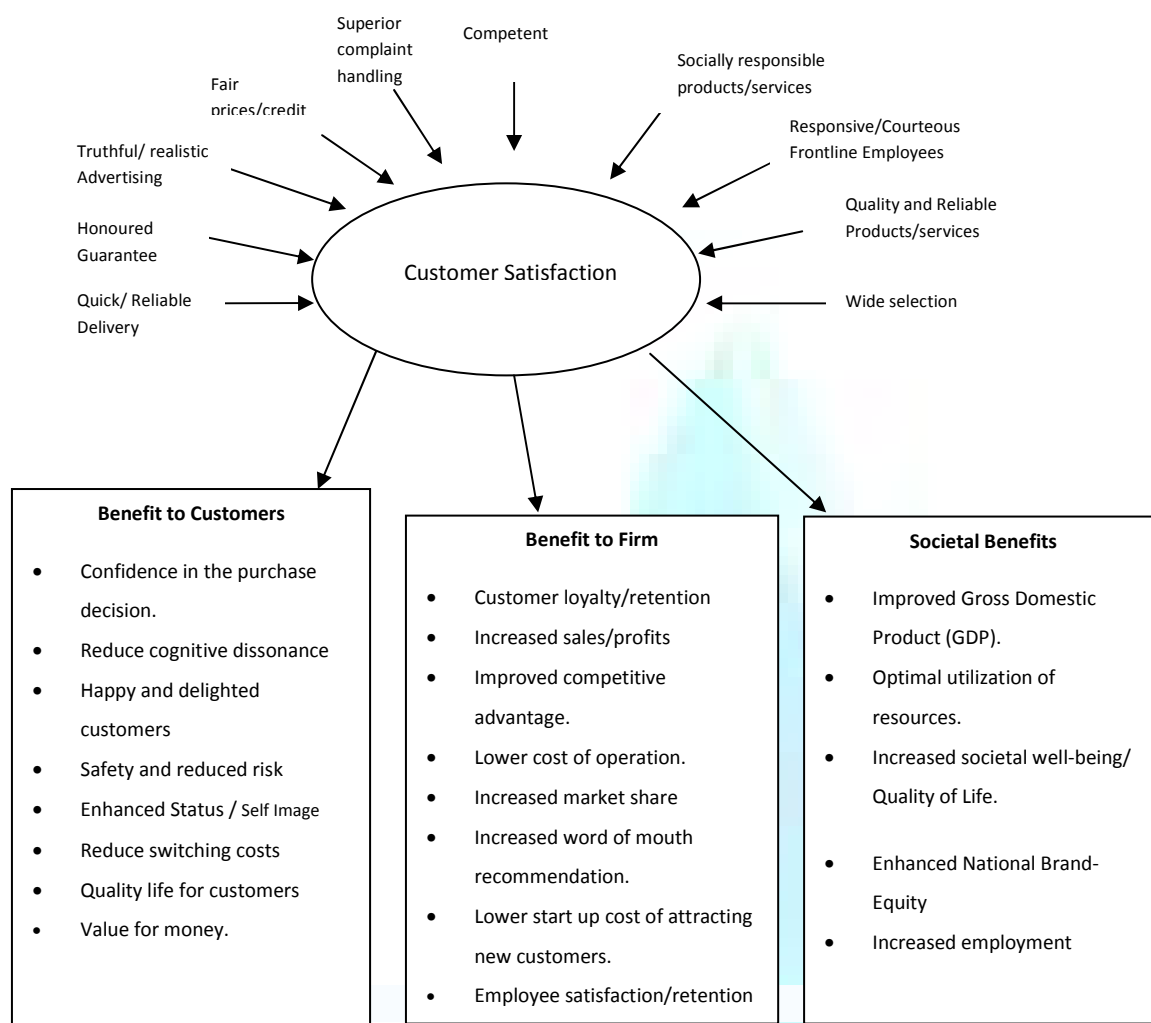 Superior
complaint
handling
Competent
Socially responsible
products/services
Fair
prices/credit
Responsive/Courteous
Frontline Employees
Truthful/ realistic
Advertising
Quality and Reliable
Products/services
Honoured
Guarantee
Customer Satisfaction
Quick/ Reliable
Delivery
Wide selection
Benefit to Customers
• Confidence in the purchase
decision.
• Reduce cognitive dissonance
• Happy and delighted
customers
• Safety and reduced risk
• Enhanced Status / Self Image
• Reduce switching costs
• Quality life for customers
• Value for money.
Benefit to Firm
• Customer loyalty/retention
• Increased sales/profits
• Improved competitive
advantage.
• Lower cost of operation.
• Increased market share
• Increased word of mouth
recommendation.
• Lower start up cost of attracting
new customers.
• Employee satisfaction/retention
Societal Benefits
• Improved Gross Domestic
Product (GDP).
• Optimal utilization of
resources.
• Increased societal well-being/
Quality of Life.
• Enhanced National Brand-
Equity
• Increased employment